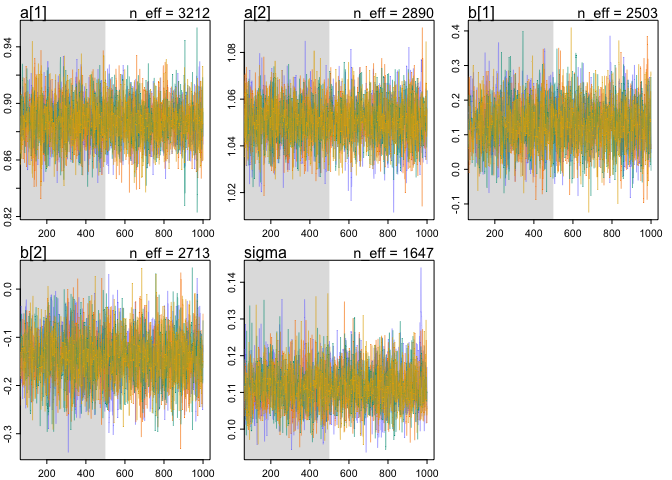 a[1] n_eff = 3212
0.82 0.86 0.90 0.94
200 400 600 800 1000
a[2] n_eff = 2890
1.02 1.04 1.06 1.08
200 400 600 800 1000
b[1] n_eff = 2503
-0.1 0.0 0.1 0.2 0.3 0.4
200 400 600 800 1000
b[2] n_eff = 2713
-0.3 -0.2 -0.1 0.0
200 400 600 800 1000
sigma n_eff = 1647
0.10 0.11 0.12 0.13 0.14
200 400 600 800 1000